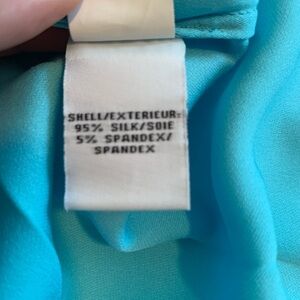 SHELL/EXTERIEUR:
95% SILK/SOIE
5% SPANDEX/
SPANDEX